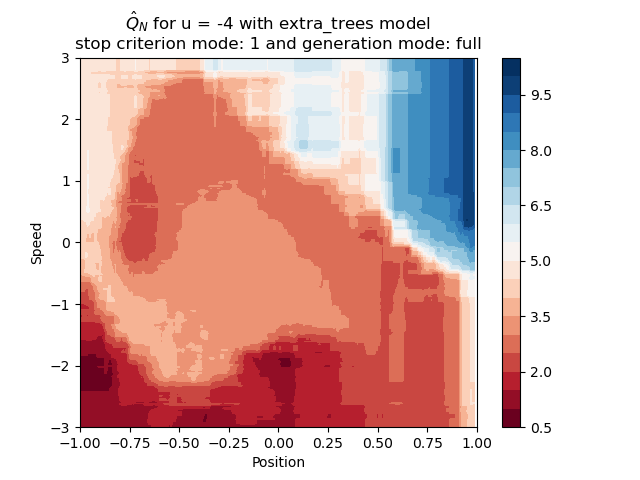 Q̂_N for u = -4 with extra_trees model
stop criterion mode: 1 and generation mode: full
3
2
1
0
−1
−2
−3
Speed
−1.00 −0.75 −0.50 −0.25 0.00 0.25 0.50 0.75 1.00
Position
9.5
8.0
6.5
5.0
3.5
2.0
0.5